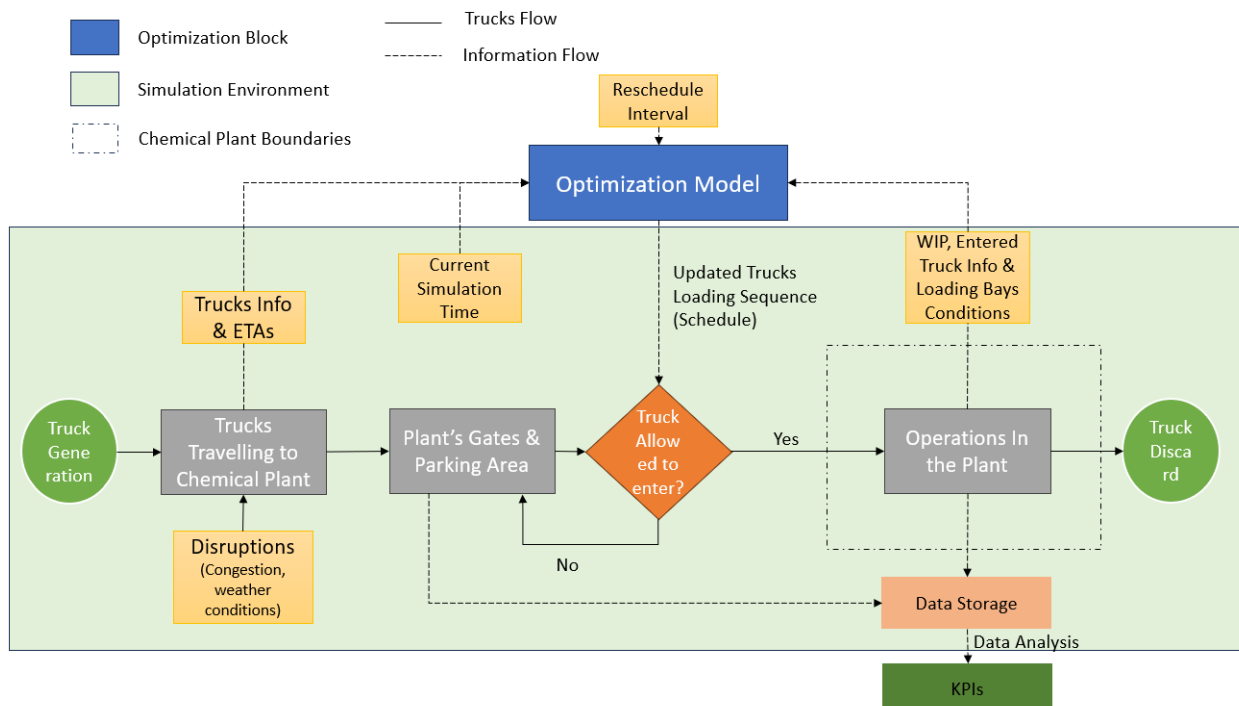 Optimization Block
Simulation Environment
Chemical Plant Boundaries
Trucks Flow
Information Flow
Reschedule
Interval
Optimization Model
Trucks Info
& ETAs
Current
Simulation
Time
Updated Trucks
Loading Sequence
(Schedule)
WIP, Entered
Truck Info &
Loading Bays
Conditions
Truck
Gene
ration
Trucks
Travelling to
Chemical Plant
Plant's Gates &
Parking Area
Truck
Allow
ed to
enter?
Yes
Operations In
the Plant
Truck
Disca
rd
Disruptions
(Congestion,
weather
conditions)
No
Data Storage
Data Analysis
KPIs